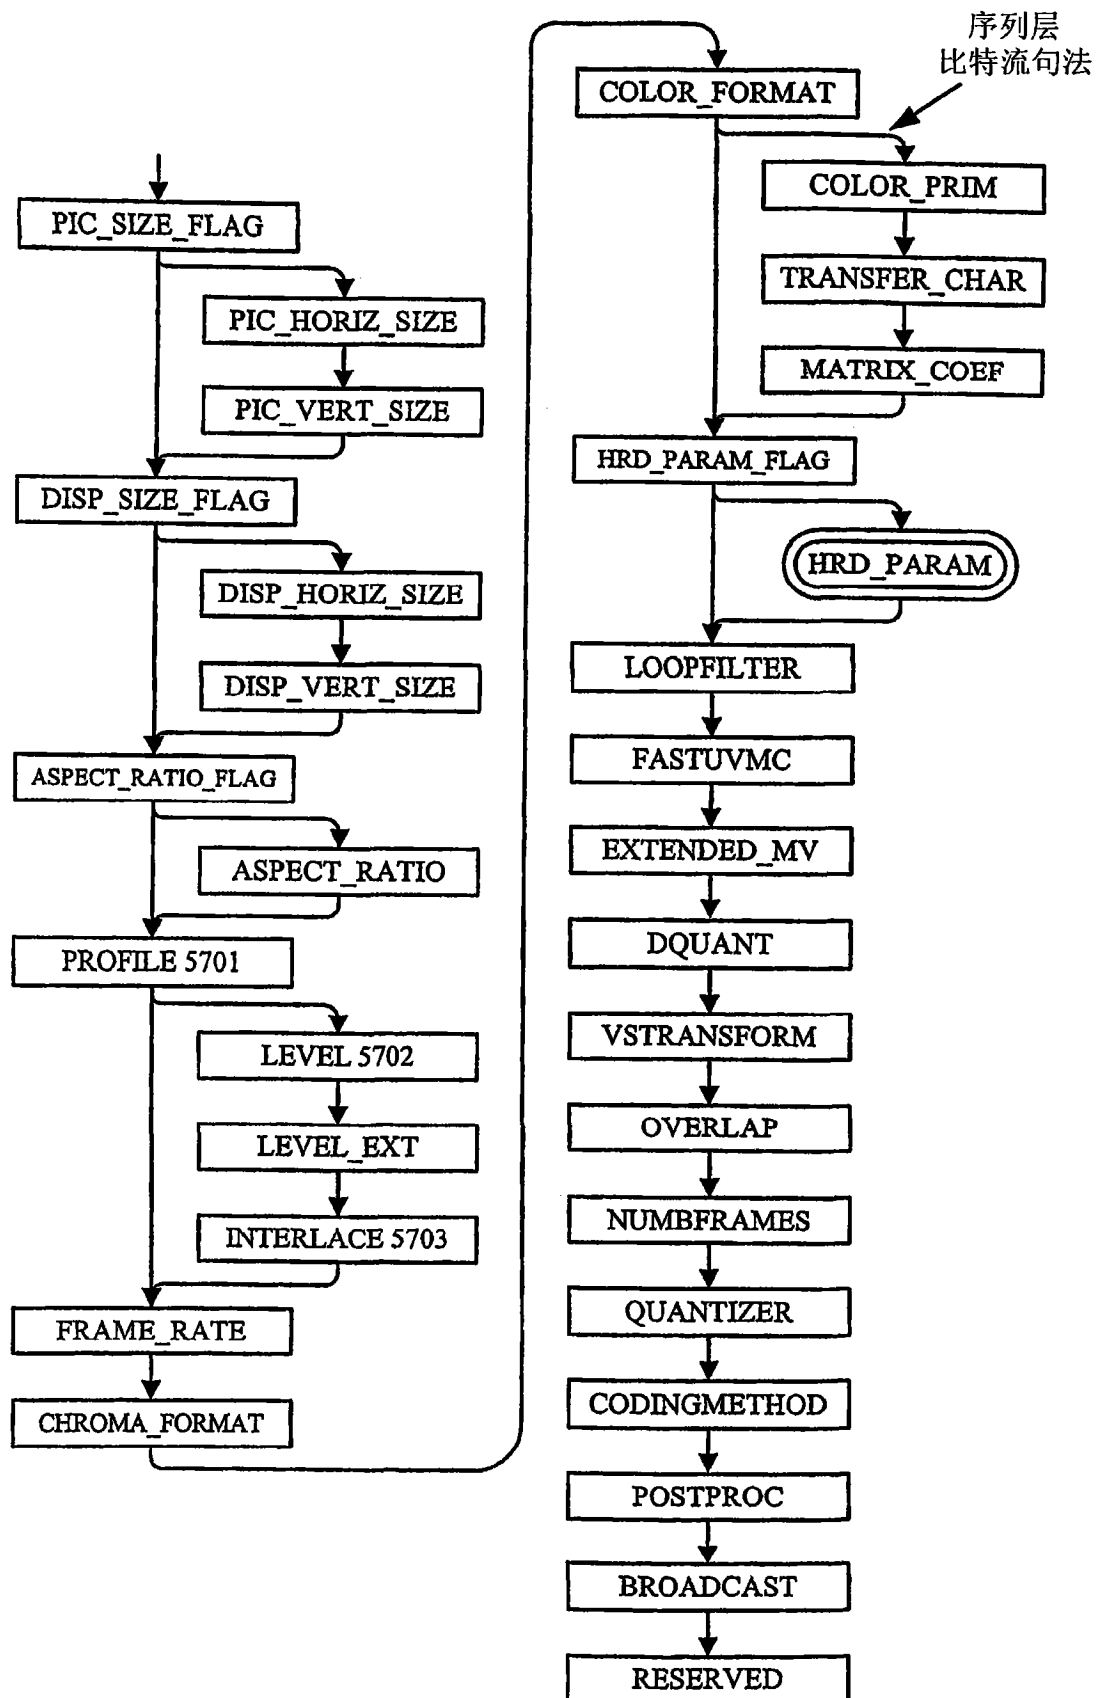 PIC_SIZE_FLAG
PIC_HORIZ_SIZE
PIC_VERT_SIZE
DISP_SIZE_FLAG
DISP_HORIZ_SIZE
DISP_VERT_SIZE
ASPECT_RATIO_FLAG
ASPECT_RATIO
PROFILE 5701
LEVEL 5702
LEVEL_EXT
INTERLACE 5703
FRAME_RATE
CHROMA_FORMAT
序列层
比特流句法
COLOR_FORMAT
COLOR_PRIM
TRANSFER_CHAR
MATRIX_COEF
HRD_PARAM_FLAG
HRD_PARAM
LOOPFILTER
FASTUVMC
EXTENDED_MV
DQUANT
VSTRANSFORM
OVERLAP
NUMBFRAMES
QUANTIZER
CODINGMETHOD
POSTPROC
BROADCAST
RESERVED